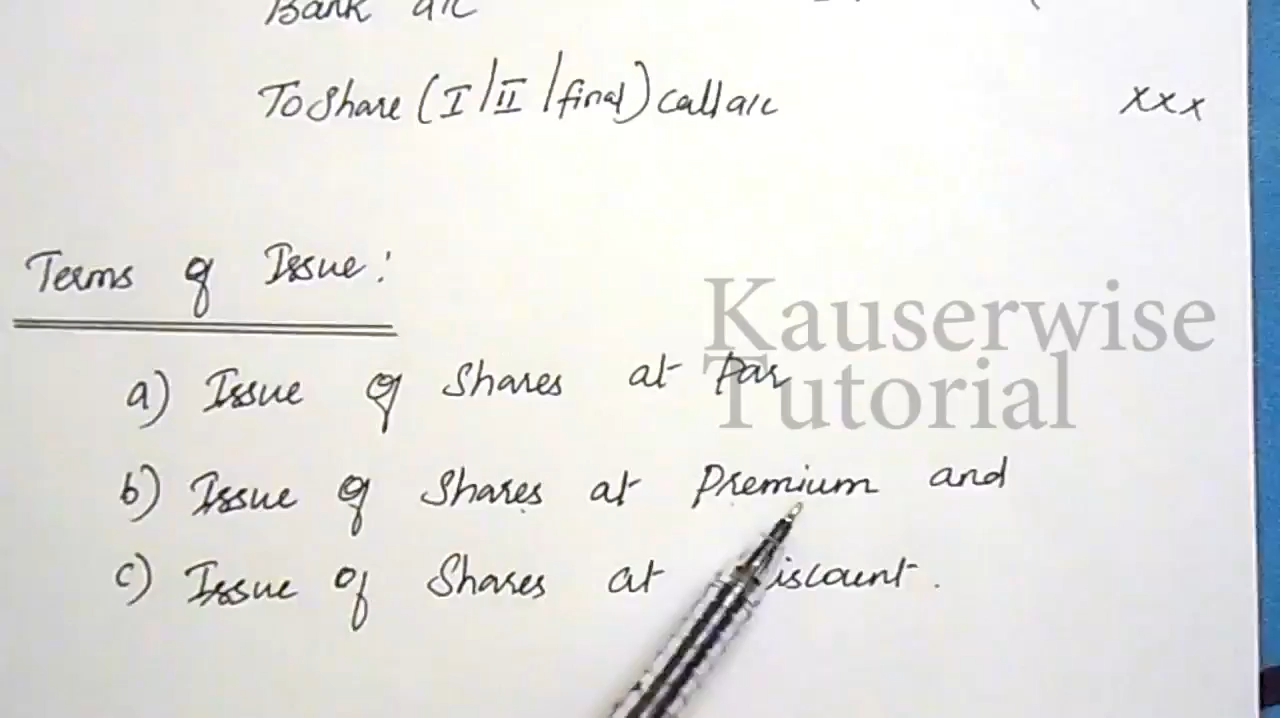 Bank a/c
To Share (I/II/final) call a/c xxx
Terms of Issue:
a) Issue of Shares at Par
b) Issue of Shares at Premium and
c) Issue of Shares at iscount.
Kauserwise
Tutorial